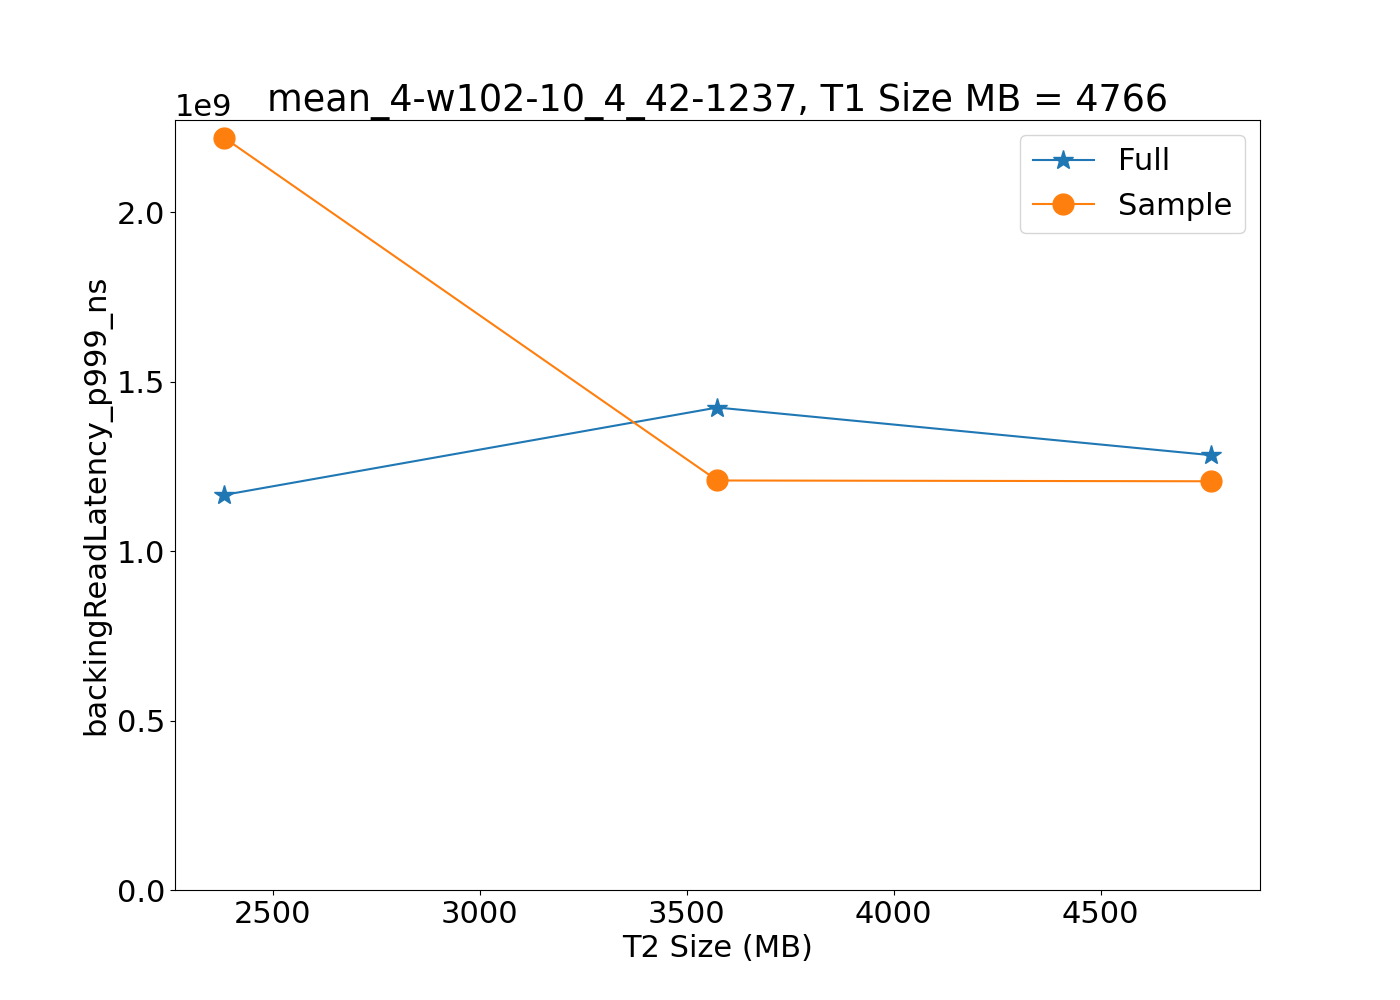 1e9
mean_4-w102-10_4_42-1237, T1 Size MB = 4766
Full
Sample
backingReadLatency_p999_ns
2.0
1.5
1.0
0.5
0.0
2500 3000 3500 4000 4500
T2 Size (MB)